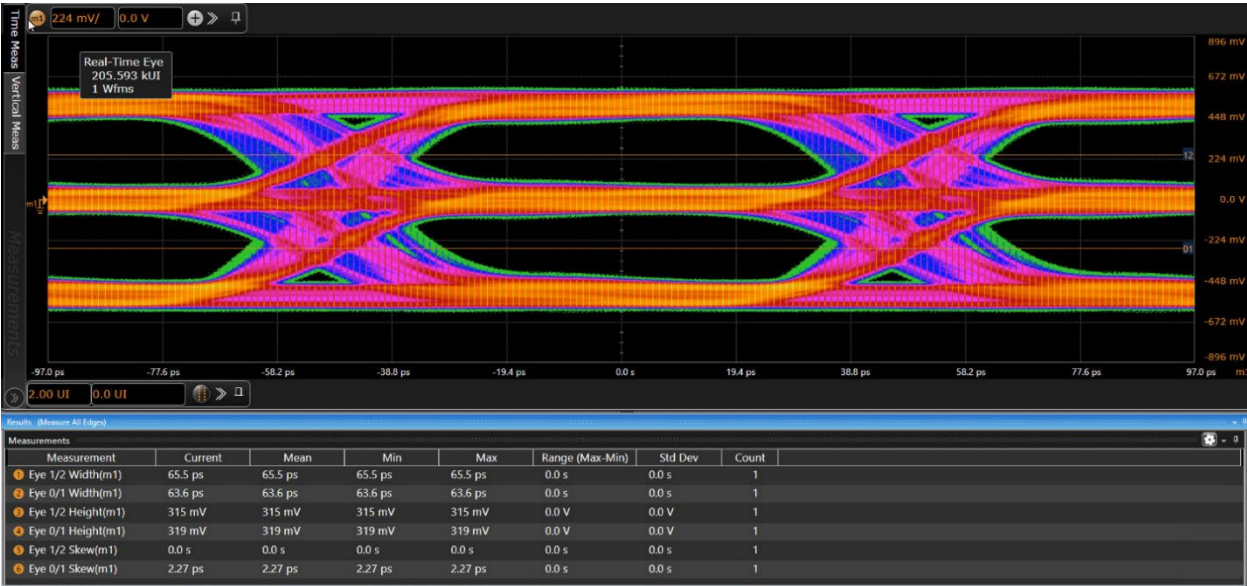 Time Meas
Vertical Meas
Measurements
m1 224 mV/ 0.0 V
Real-Time Eye
205.593 kUI
1 Wfms
896 mV
672 mV
448 mV
12 224 mV
m1 0.0 V
-224 mV
01
-448 mV
-672 mV
-896 mV
-97.0 ps -77.6 ps -58.2 ps -38.8 ps -19.4 ps 0.0 s 19.4 ps 38.8 ps 58.2 ps 77.6 ps 97.0 ps
2.00 UI 0.0 UI
Results (Measure All Edges)
Measurements
Measurement Current Mean Min Max Range (Max-Min) Std Dev Count
1 Eye 1/2 Width(m1) 65.5 ps 65.5 ps 65.5 ps 65.5 ps 0.0 s 0.0 s 1
2 Eye 0/1 Width(m1) 63.6 ps 63.6 ps 63.6 ps 63.6 ps 0.0 s 0.0 s 1
3 Eye 1/2 Height(m1) 315 mV 315 mV 315 mV 315 mV 0.0 V 0.0 V 1
4 Eye 0/1 Height(m1) 319 mV 319 mV 319 mV 319 mV 0.0 V 0.0 V 1
5 Eye 1/2 Skew(m1) 0.0 s 0.0 s 0.0 s 0.0 s 0.0 s 0.0 s 1
6 Eye 0/1 Skew(m1) 2.27 ps 2.27 ps 2.27 ps 2.27 ps 0.0 s 0.0 s 1